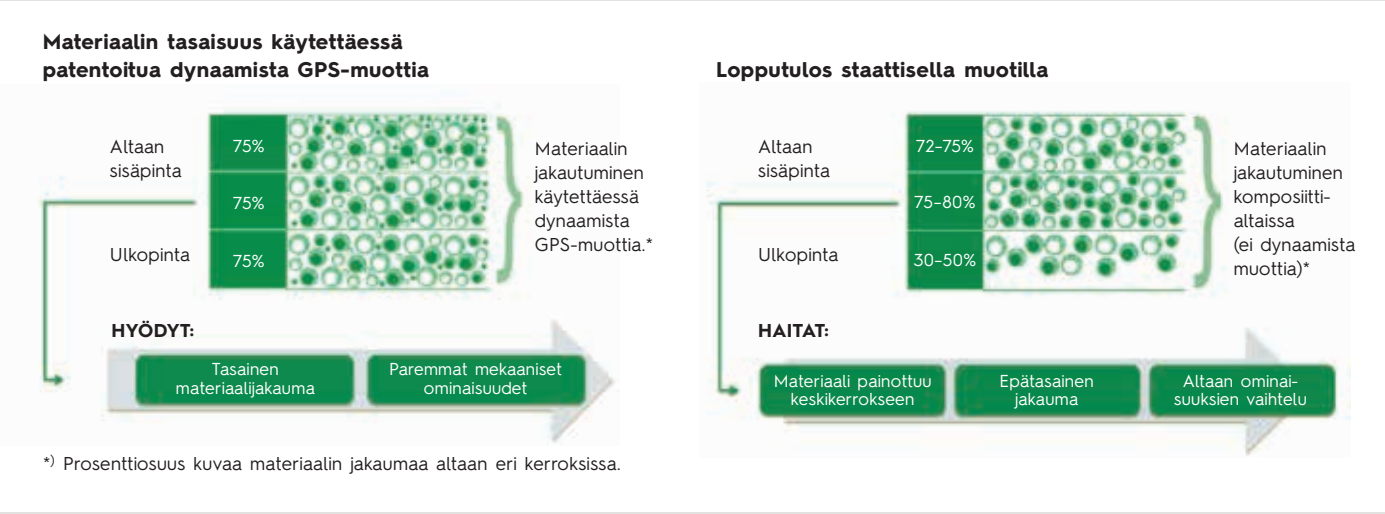 Materiaalin tasaisuus käytettäessä
patentoitua dynaamista GPS-muottia
Altaan
sisäpinta
Ulkopinta
75%
75%
75%
Materiaalin
jakautuminen
käytettäessä
dynaamista
GPS-muottia.*
HYÖDYT:
Tasainen
materiaalijakauma
Paremmat mekaaniset
ominaisuudet
*) Prosenttiosuus kuvaa materiaalin jakaumaa altaan eri kerroksissa.
Lopputulos staattisella muotilla
Altaan
sisäpinta
Ulkopinta
72–75%
75–80%
30–50%
Materiaalin
jakautuminen
komposiitti-
altaissa
(ei dynaamista
muottia)*
HAITAT:
Materiaali painottuu
keskikerrokseen
Epätasainen
jakauma
Altaan ominai-
suuksien vaihtelu